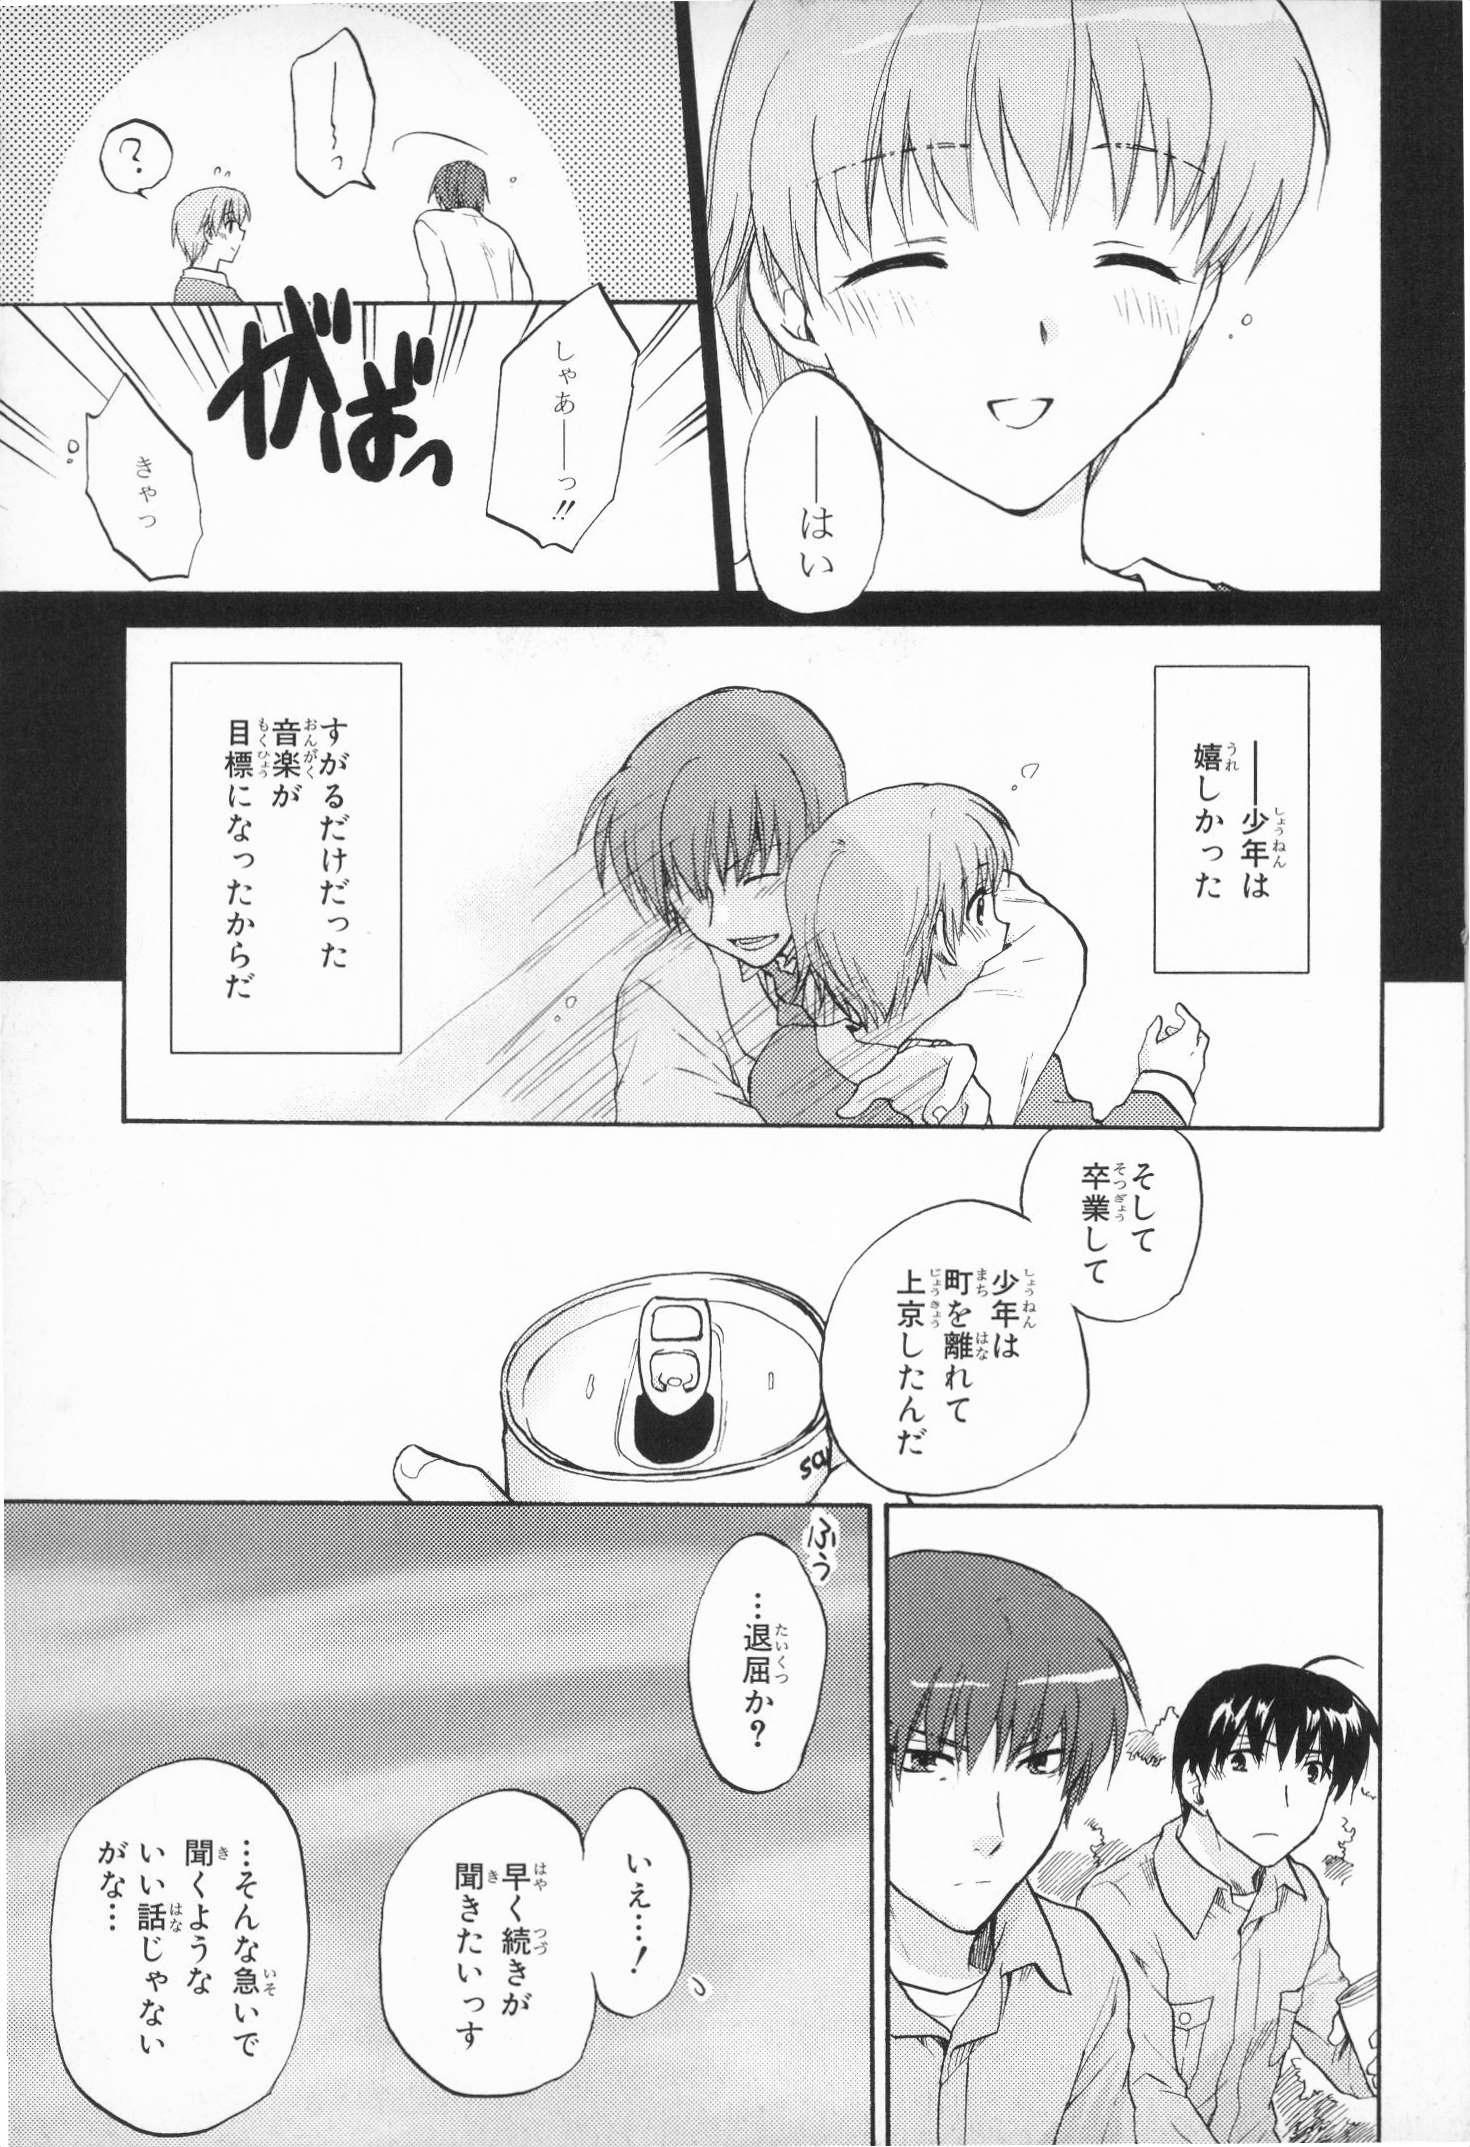 ――はい
――――っ
？
しゃあ――っ!!
がばっ
きゃっ
――少年は
嬉しかった
すがるだけだった
音楽が
目標になったからだ
そして
卒業して
少年は
町を離れて
上京したんだ
sa
ふぅ
…退屈か？
いえ…！
早く続きが
聞きたいっす
…そんな急いで
聞くような
いい話じゃない
がな…